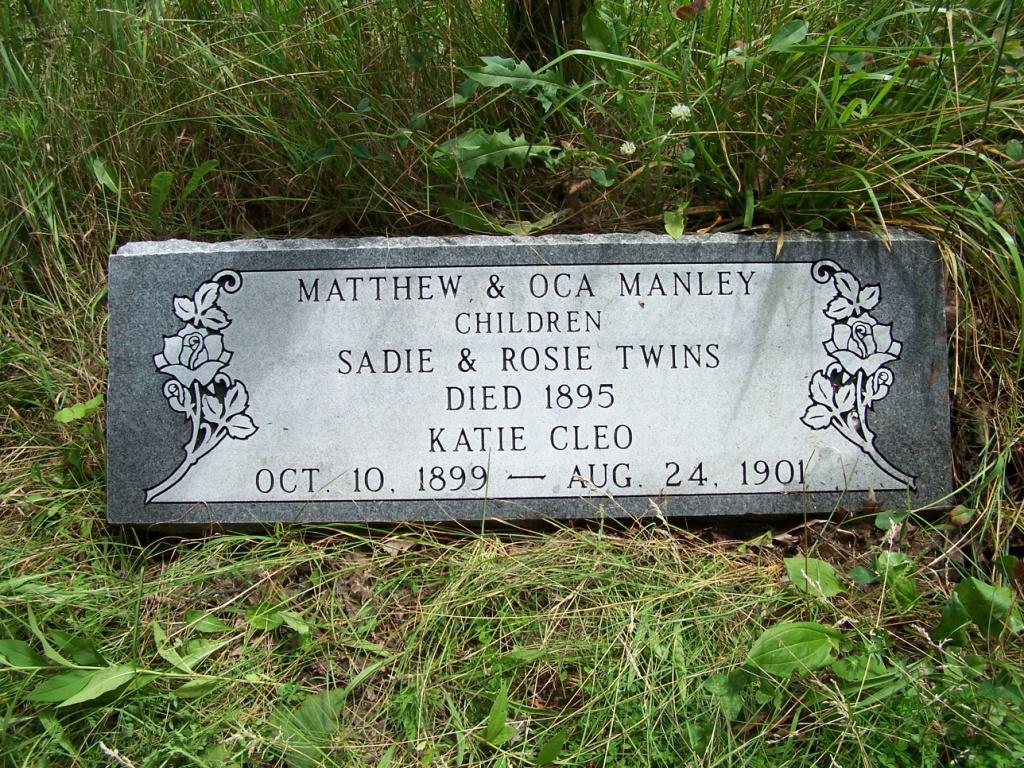 MATTHEW & OCA MANLEY
CHILDREN
SADIE & ROSIE TWINS
DIED 1895
KATIE CLEO
OCT. 10, 1899 — AUG. 24, 1901